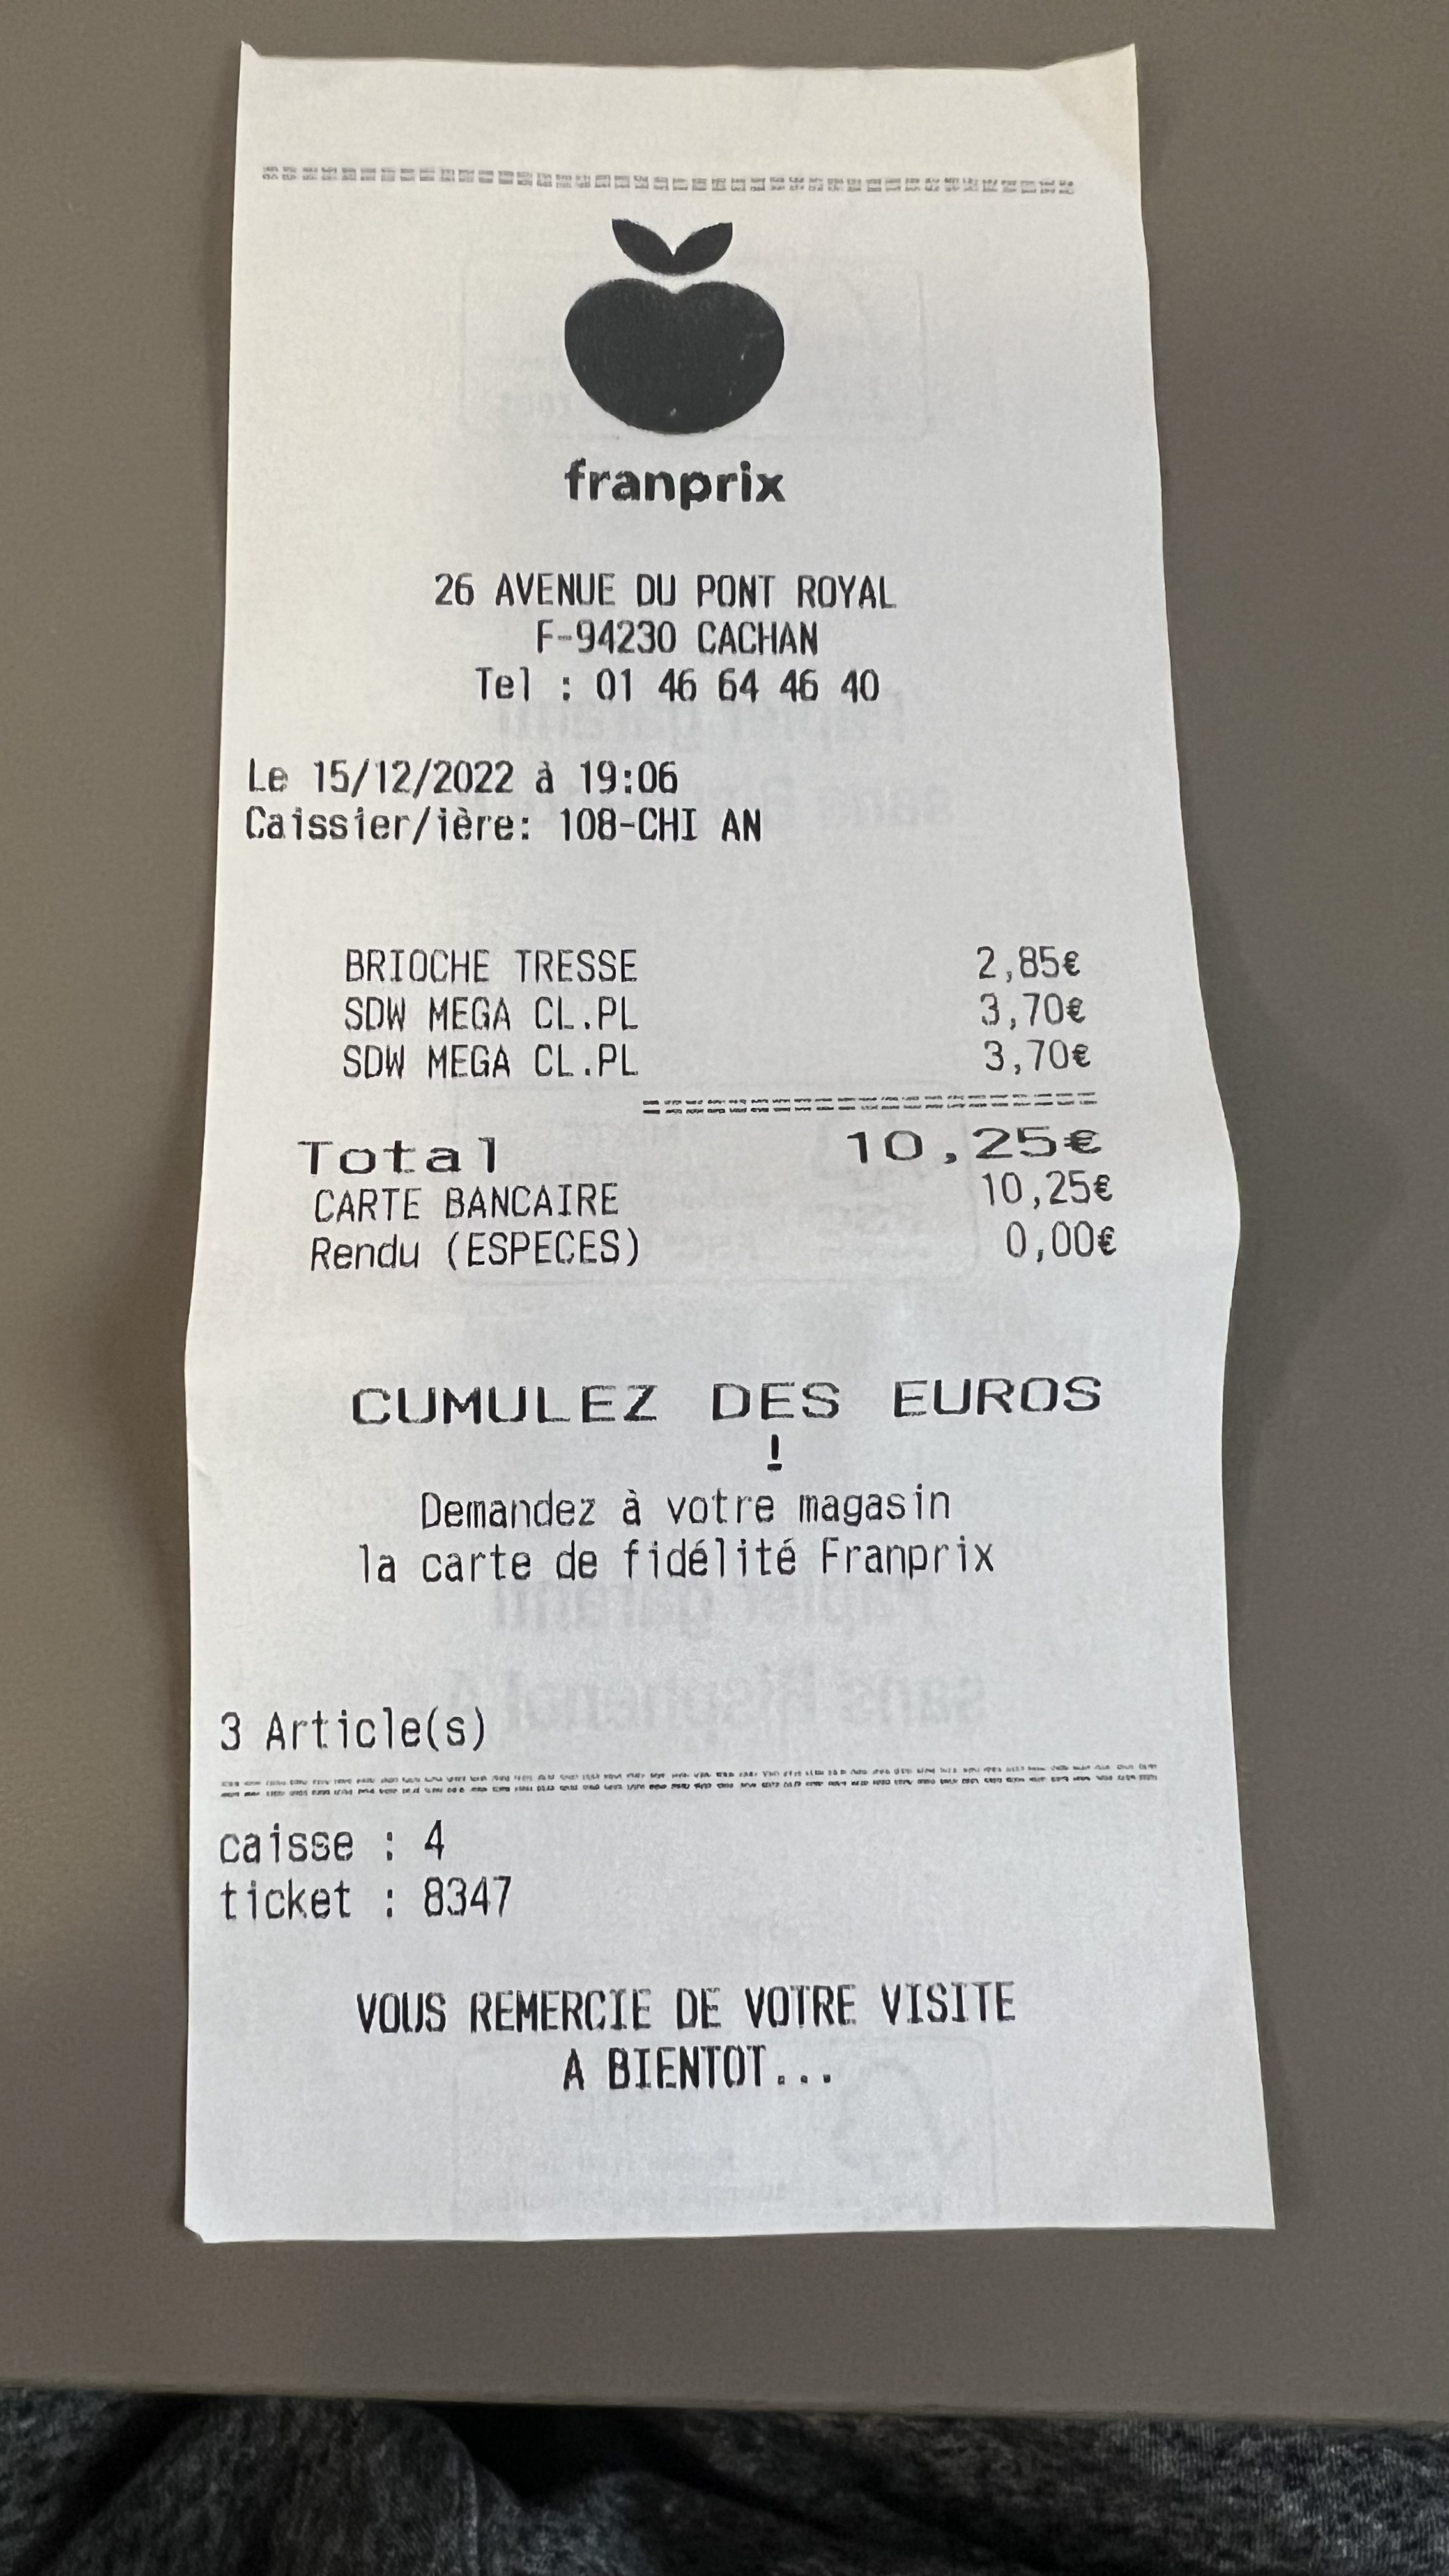 franprix
26 AVENUE DU PONT ROYAL
F-94230 CACHAN
Tel : 01 46 64 46 40
Le 15/12/2022 à 19:06
Caissier/ière: 108-CHI AN
BRIOCHE TRESSE 2,85€
SDW MEGA CL.PL 3,70€
SDW MEGA CL.PL 3,70€
Total 10,25€
CARTE BANCAIRE 10,25€
Rendu (ESPECES) 0,00€
CUMULEZ DES EUROS
!
Demandez à votre magasin
la carte de fidélité Franprix
3 Article(s)
caisse : 4
ticket : 8347
VOUS REMERCIE DE VOTRE VISITE
A BIENTOT...